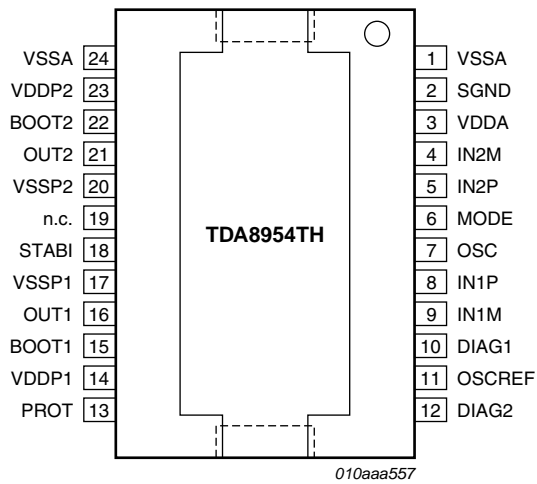 VSSA 24 1 VSSA
VDDP2 23 2 SGND
BOOT2 22 3 VDDA
OUT2 21 4 IN2M
VSSP2 20 5 IN2P
n.c. 19 6 MODE
TDA8954TH
STABI 18 7 OSC
VSSP1 17 8 IN1P
OUT1 16 9 IN1M
BOOT1 15 10 DIAG1
VDDP1 14 11 OSCREF
PROT 13 12 DIAG2
010aaa557